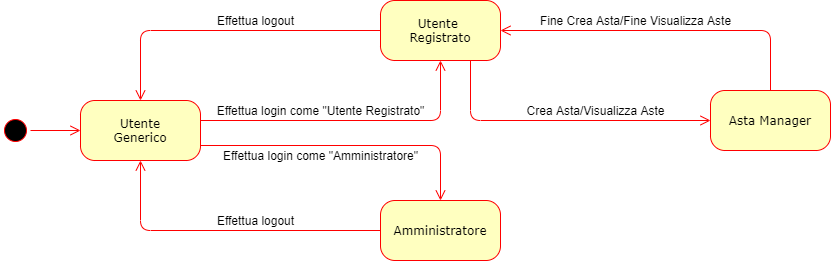 Effettua logout
Utente
Registrato
Fine Crea Asta/Fine Visualizza Aste
Utente
Generico
Effettua login come "Utente Registrato"
Crea Asta/Visualizza Aste
Asta Manager
Effettua login come "Amministratore"
Effettua logout
Amministratore